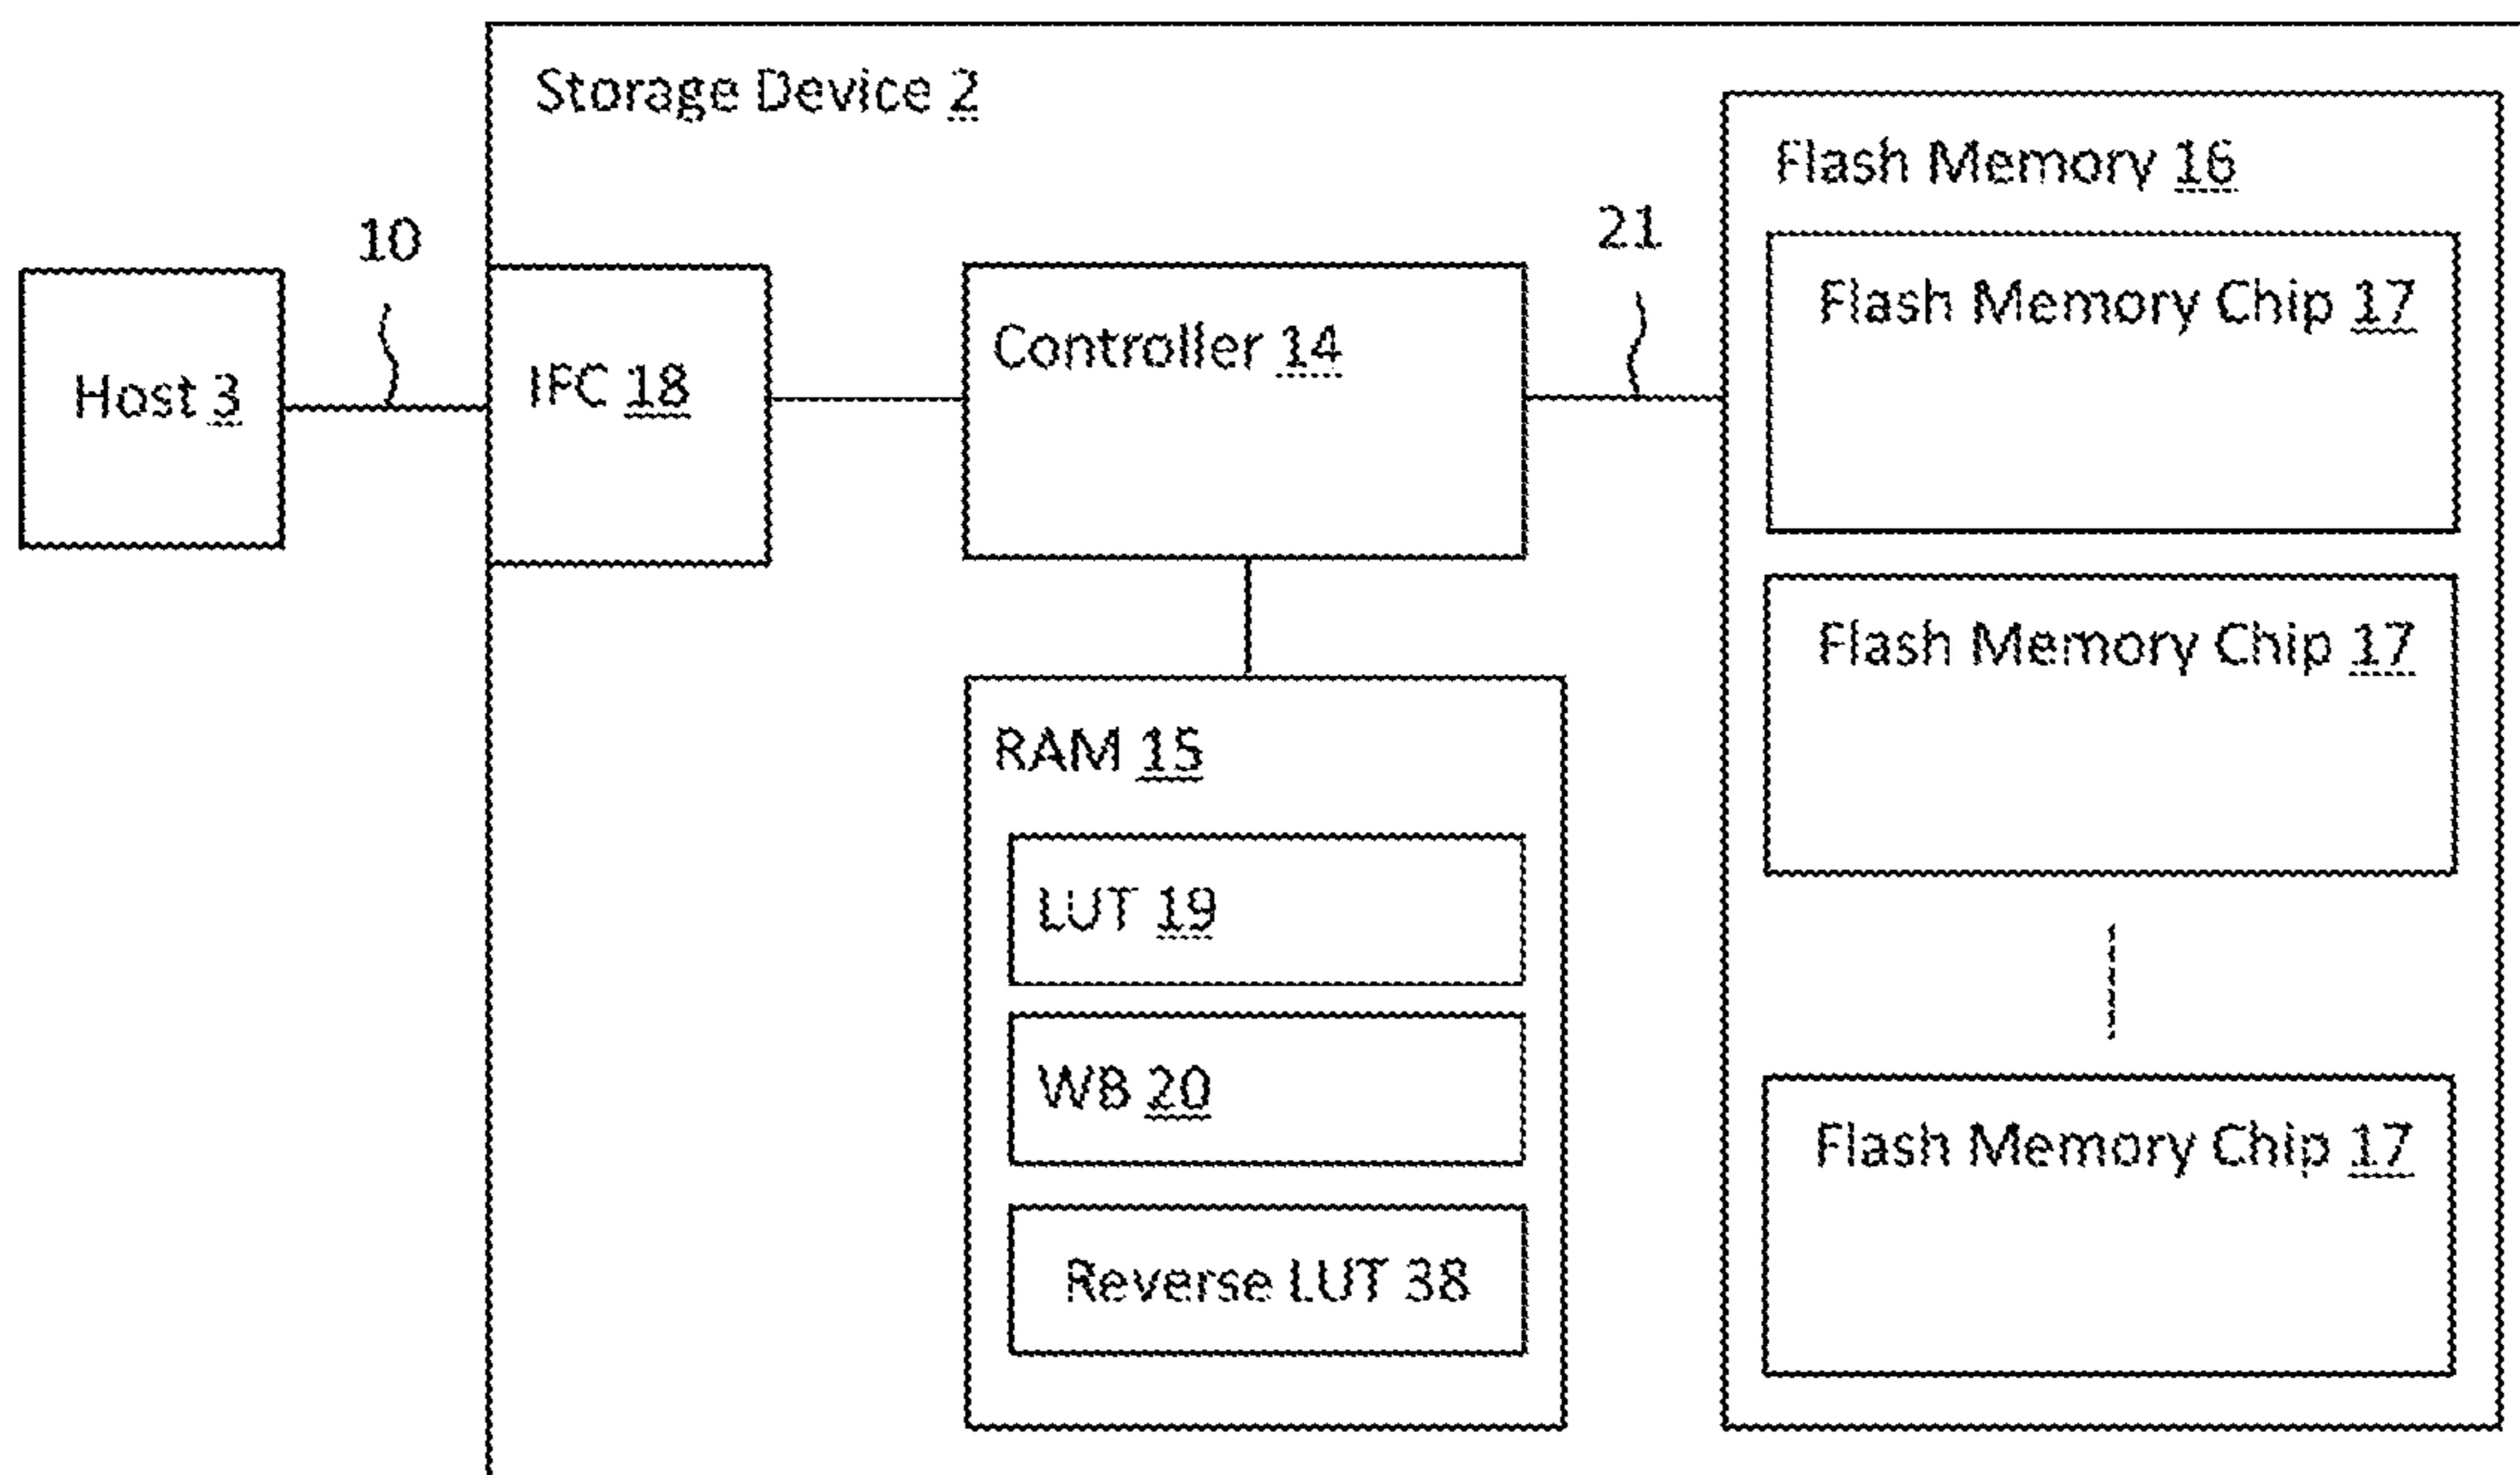 Storage Device 2
Flash Memory 16
10
21
Flash Memory Chip 17
Host 3
IFC 18
Controller 14
Flash Memory Chip 17
RAM 15
LUT 19
WB 20
Flash Memory Chip 17
Reverse LUT 38